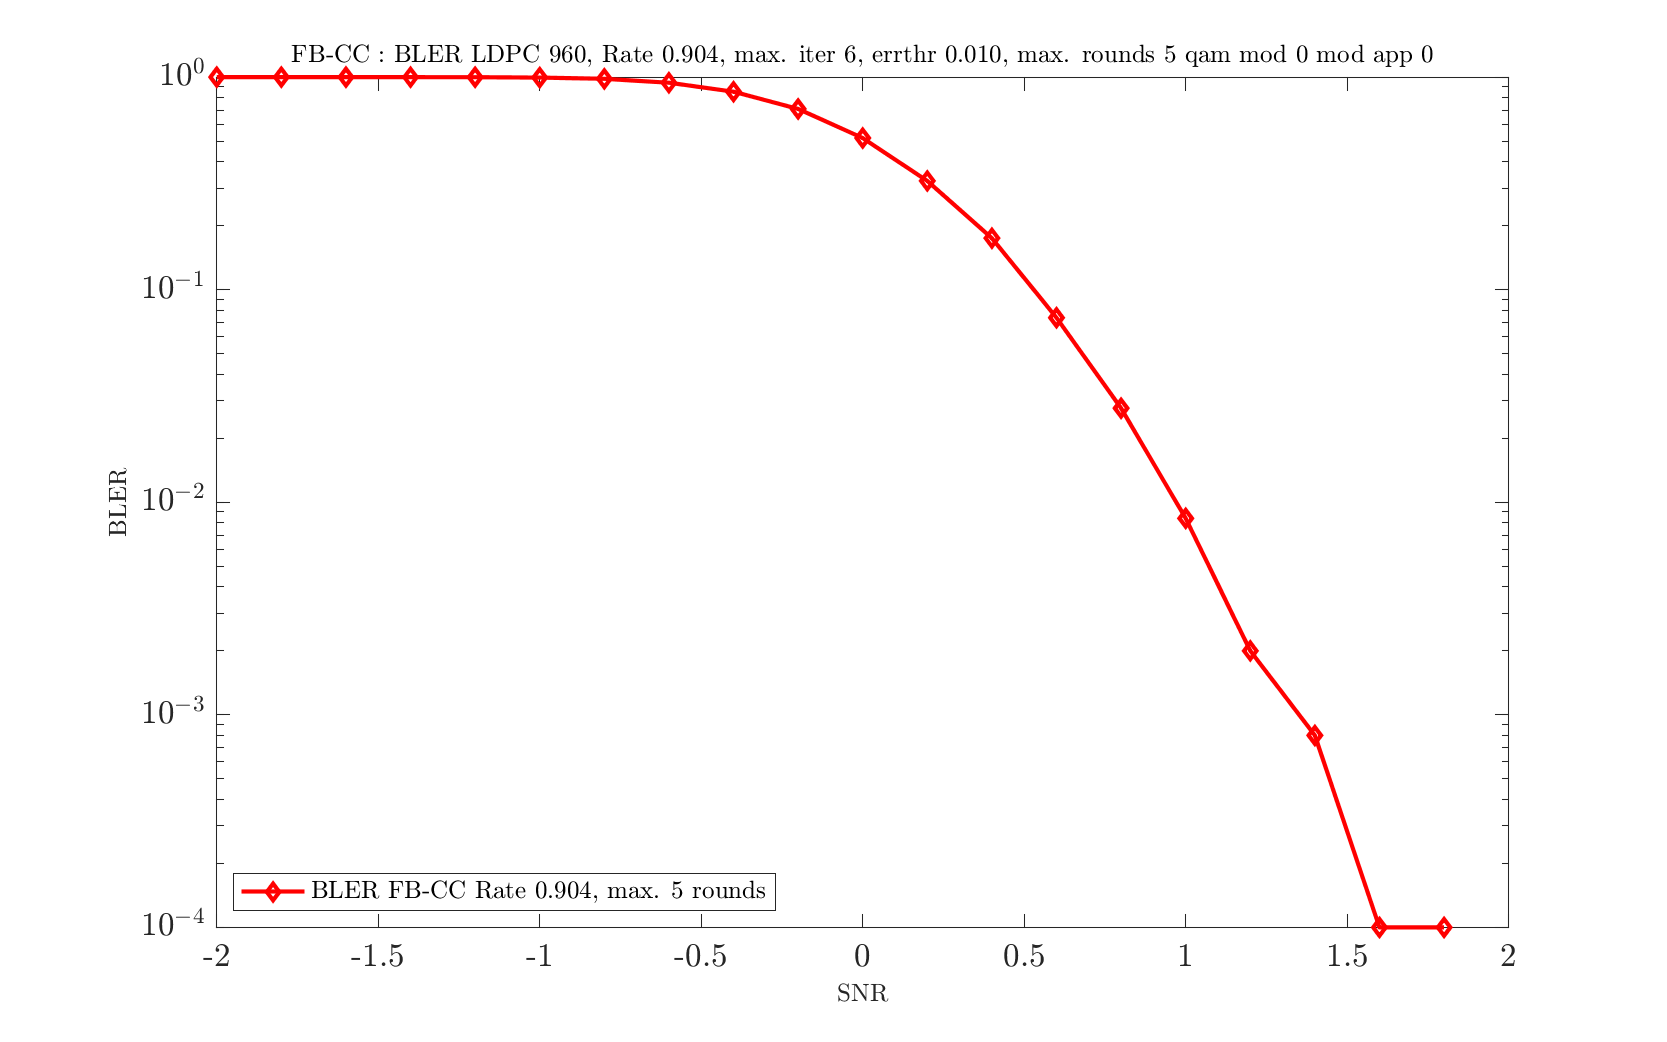 FB-CC : BLER LDPC 960, Rate 0.904, max. iter 6, errthr 0.010, max. rounds 5 qam mod 0 mod app 0
10^0
10^{-1}
10^{-2}
10^{-3}
10^{-4}
BLER
BLER FB-CC Rate 0.904, max. 5 rounds
-2 -1.5 -1 -0.5 0 0.5 1 1.5 2
SNR